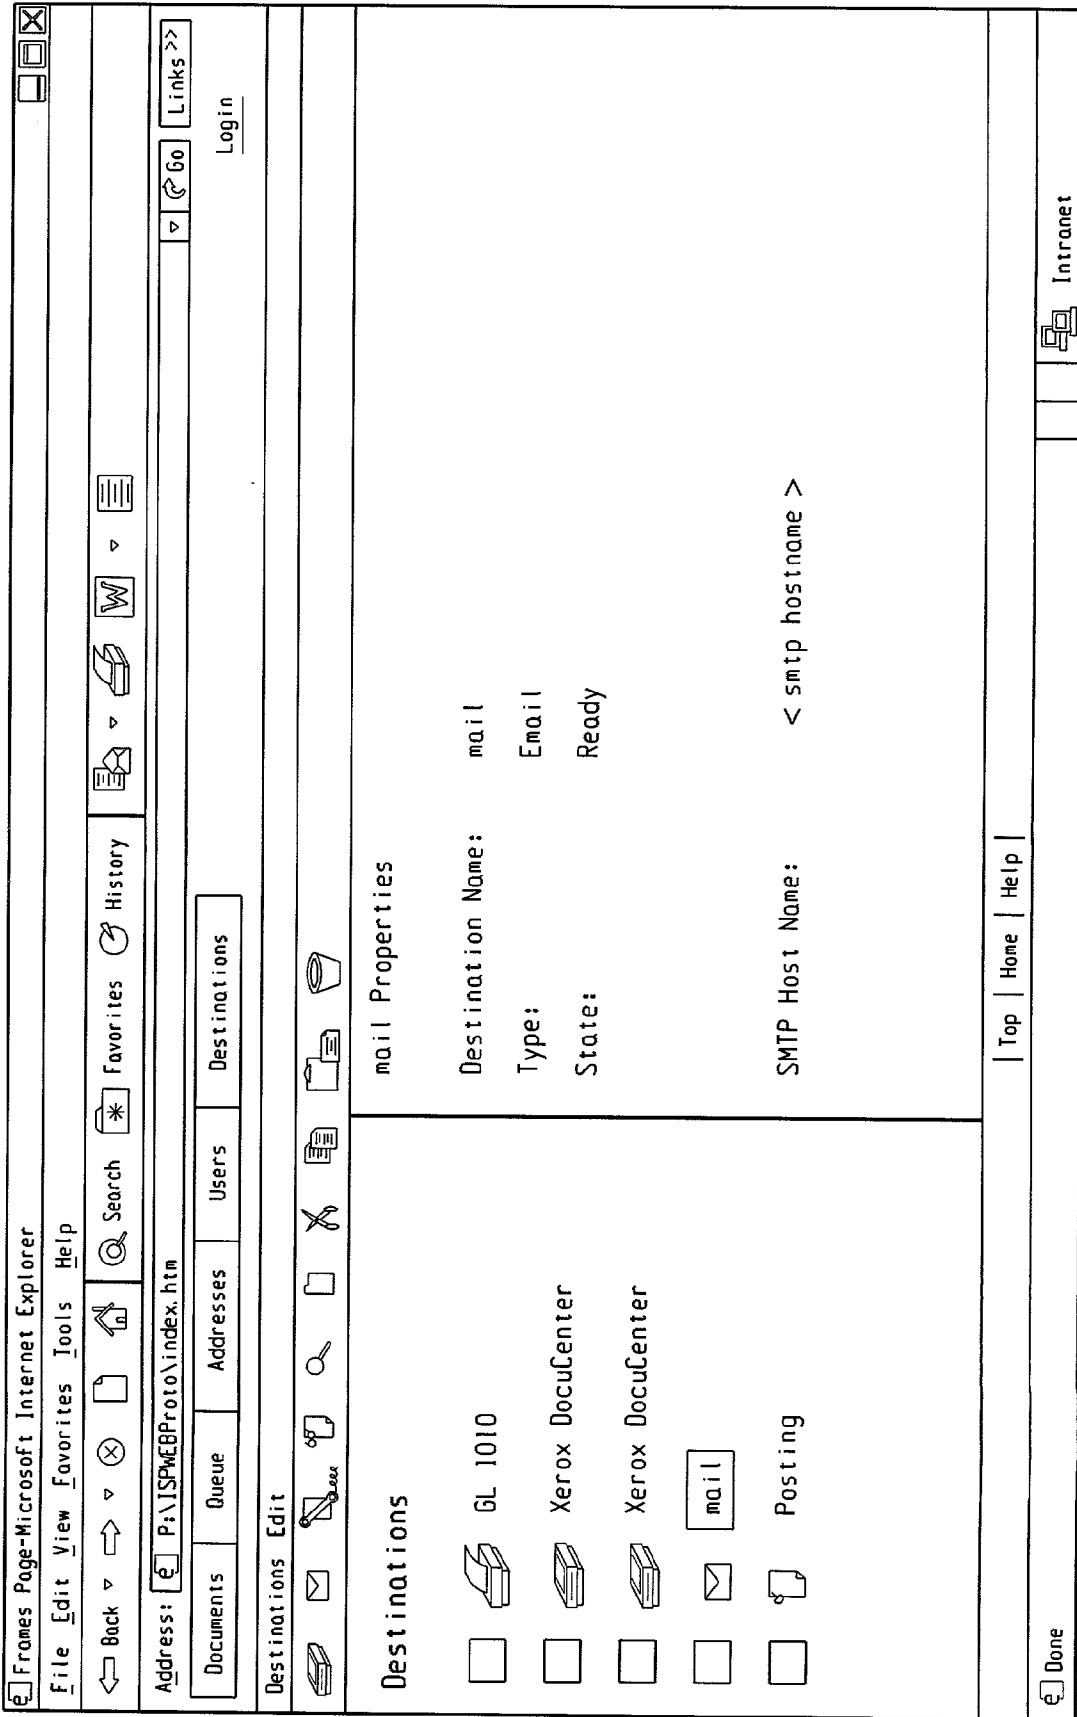 Frames Page-Microsoft Internet Explorer
File Edit View Favorites Tools Help
Back Search Favorites History
Address: P:\ISPWEBProto\index.htm Go Links >>
Documents Queue Addresses Users Destinations Login
Destinations Edit
Destinations
GL 1010
Xerox DocuCenter
Xerox DocuCenter
mail
Posting
mail Properties
Destination Name: mail
Type: Email
State: Ready
SMTP Host Name: < smtp hostname >
| Top | Home | Help |
Done Intranet